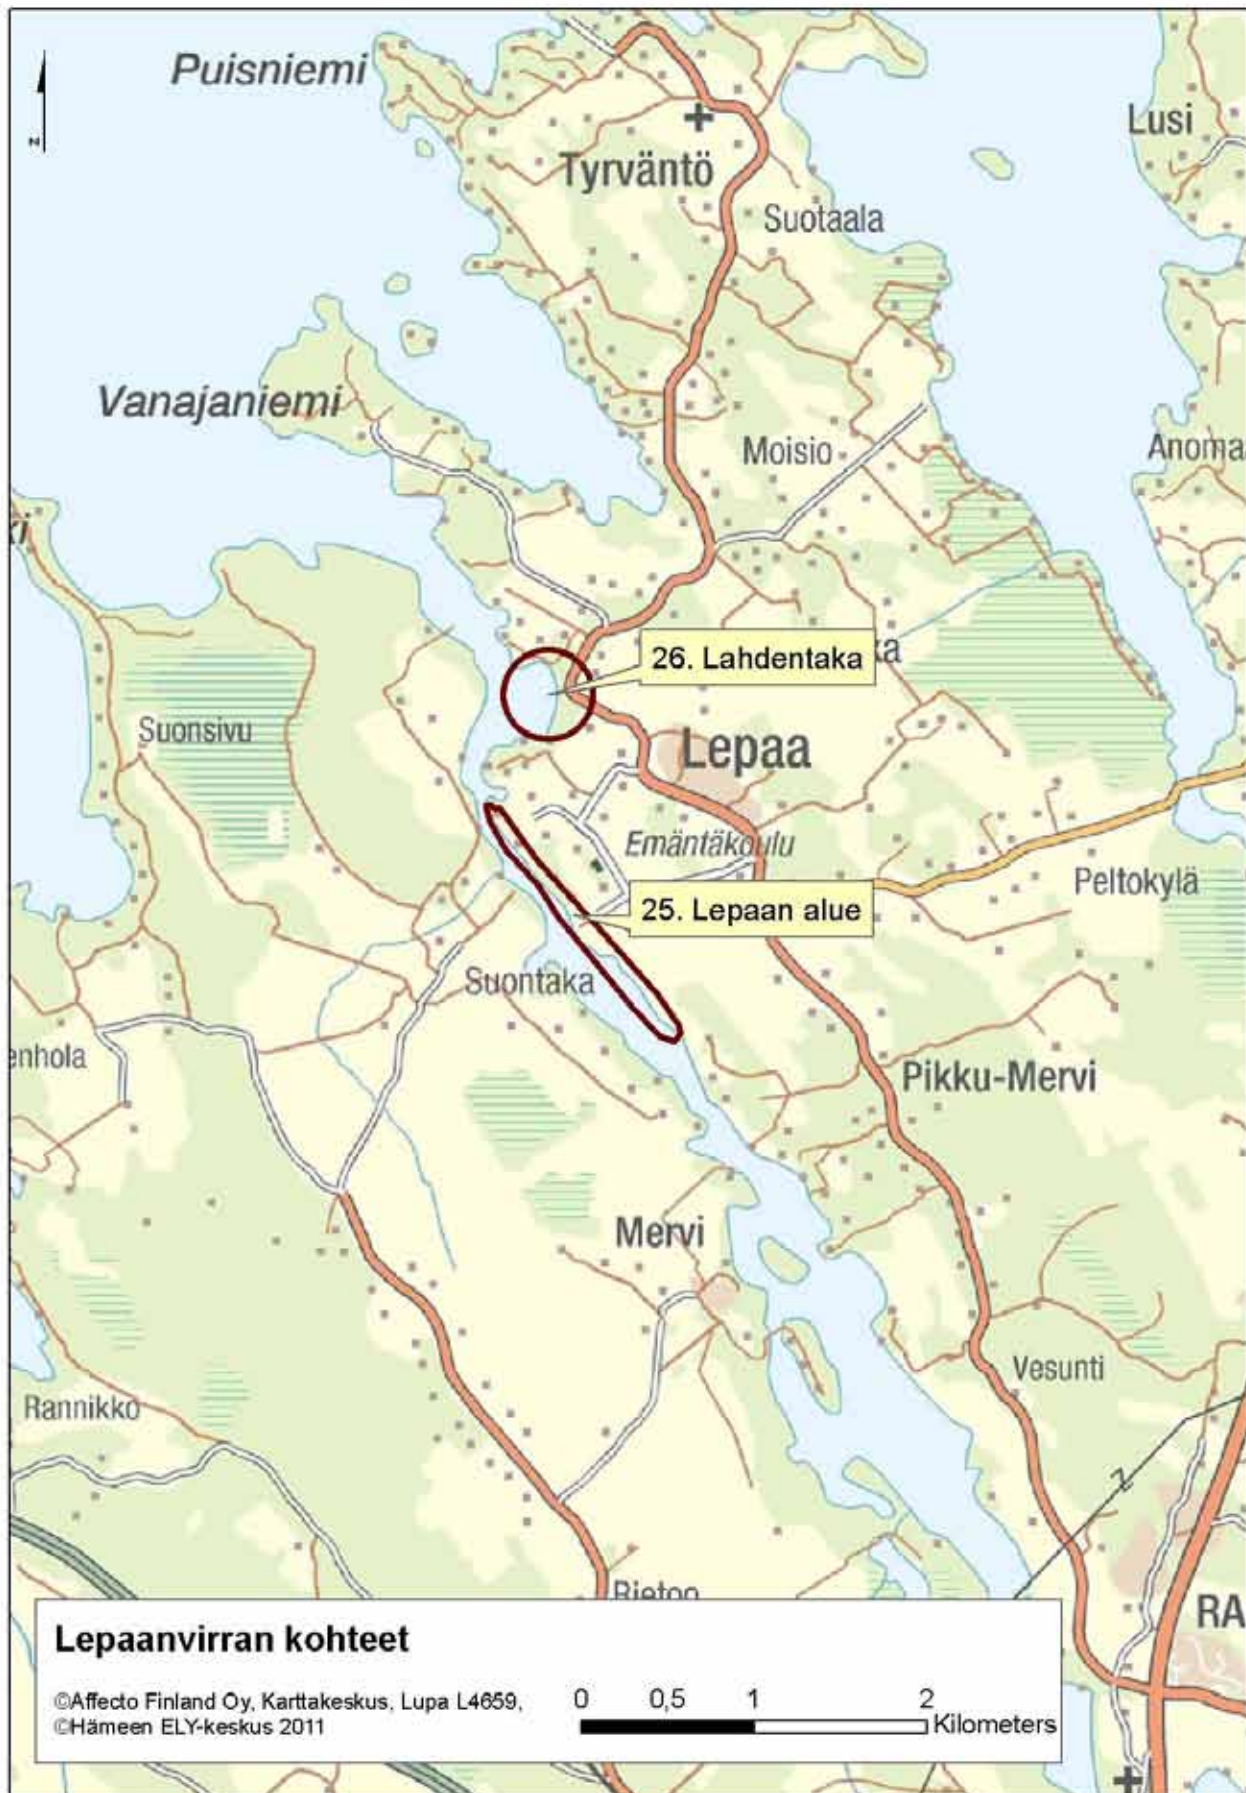 Puisniemi
Lusi
Tyrväntö
Suotaala
Vanajaniemi
Moisio
Anoma
ki
26. Lahdentaka
ka
Suonsivu
Lepaa
Emäntäkoulu
Peltokylä
25. Lepaan alue
Suontaka
enhola
Pikku-Mervi
Mervi
Vesunti
Rannikko
RA
Lepaanvirran kohteet
©Affecto Finland Oy, Karttakeskus, Lupa L4659,
©Hämeen ELY-keskus 2011
0 0,5 1 2
Kilometers
N